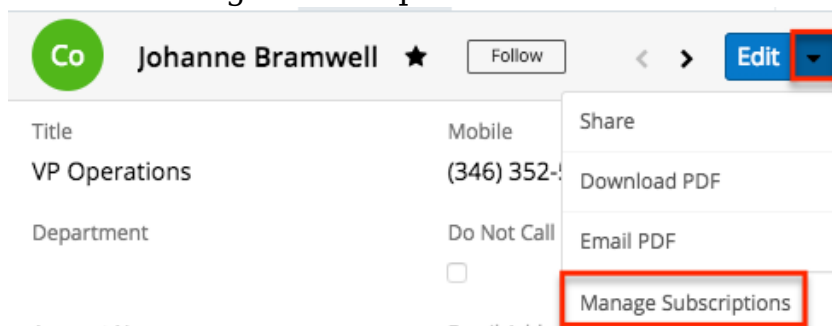 Co Johanne Bramwell ★ Follow < > Edit
Share
Title Mobile
VP Operations (346) 352-
Download PDF
Department Do Not Call
Email PDF
Manage Subscriptions